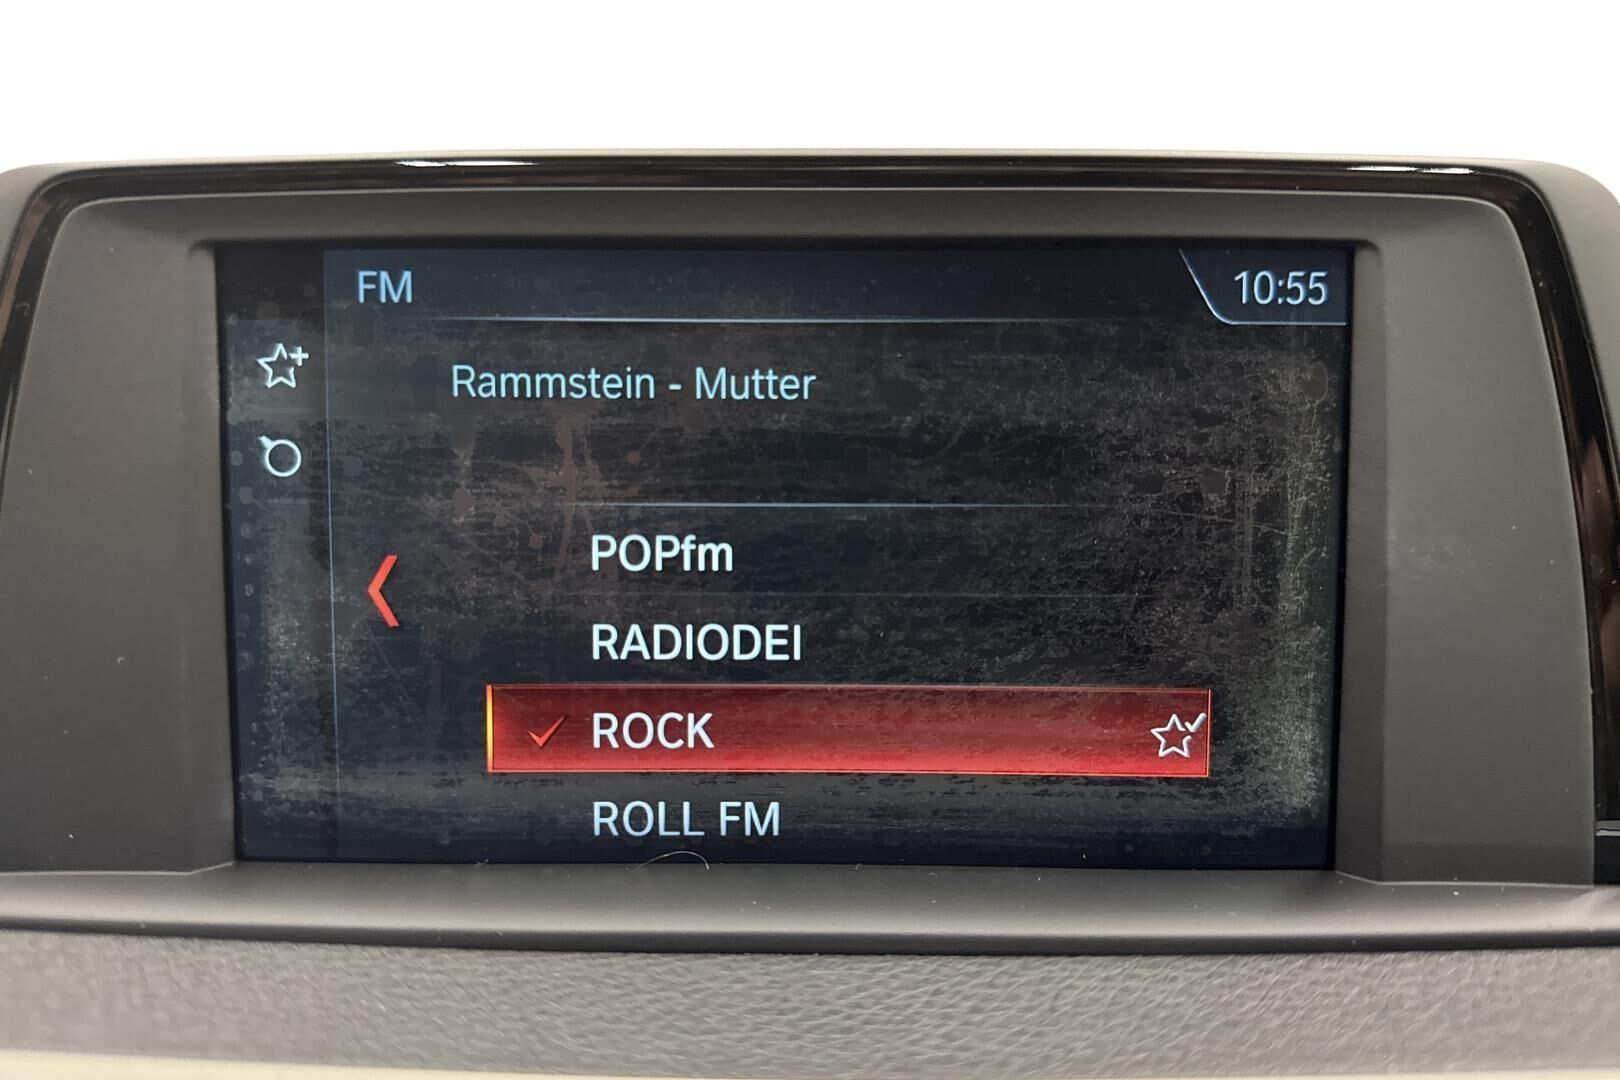 FM
10:55
Rammstein - Mutter
POPfm
RADIODEI
ROCK
ROLL FM